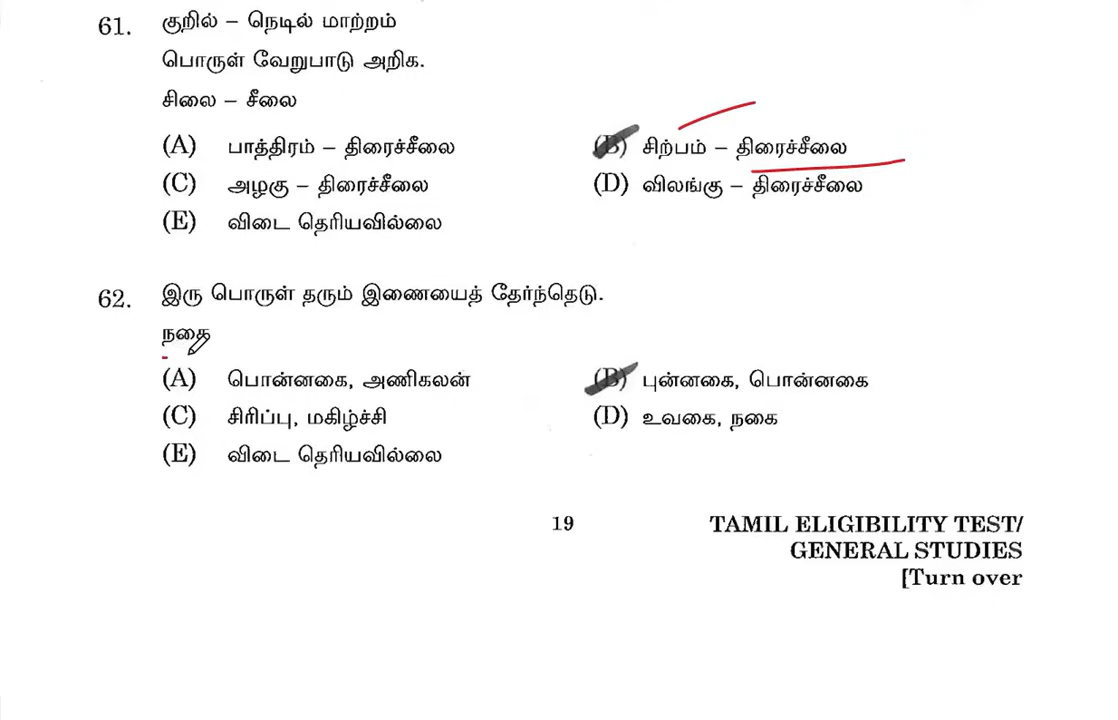 61. குறில் – நெடில் மாற்றம்
பொருள் வேறுபாடு அறிக.
சிலை – சீலை
(A) பாத்திரம் – திரைச்சீலை (B) சிற்பம் – திரைச்சீலை
(C) அழகு – திரைச்சீலை (D) விலங்கு – திரைச்சீலை
(E) விடை தெரியவில்லை
62. இரு பொருள் தரும் இணையைத் தேர்ந்தெடு.
நகை
(A) பொன்னகை, அணிகலன் (B) புன்னகை, பொன்னகை
(C) சிரிப்பு, மகிழ்ச்சி (D) உவகை, நகை
(E) விடை தெரியவில்லை
19 TAMIL ELIGIBILITY TEST/
GENERAL STUDIES
[Turn over